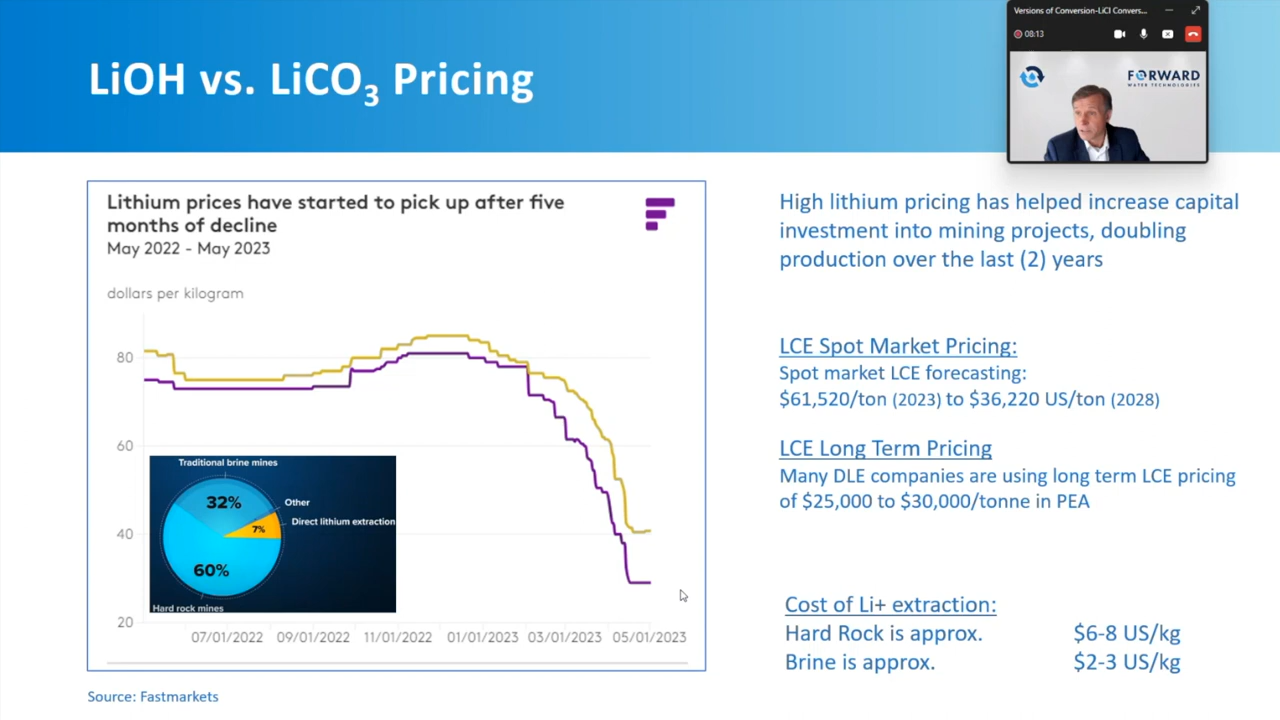 LiOH vs. LiCO3 Pricing
Versions of Conversion-LiCl Convers...
08:13
FORWARD
WATER TECHNOLOGIES
Lithium prices have started to pick up after five
months of decline
May 2022 - May 2023
dollars per kilogram
80
60
40
20
07/01/2022
09/01/2022
11/01/2022
01/01/2023
03/01/2023
05/01/2023
Traditional brine mines
32%
Other
Direct lithium extraction
7%
60%
Hard rock mines
Source: Fastmarkets
High lithium pricing has helped increase capital
investment into mining projects, doubling
production over the last (2) years
LCE Spot Market Pricing:
Spot market LCE forecasting:
$61,520/ton (2023) to $36,220 US/ton (2028)
LCE Long Term Pricing
Many DLE companies are using long term LCE pricing
of $25,000 to $30,000/tonne in PEA
Cost of Li+ extraction:
Hard Rock is approx. $6-8 US/kg
Brine is approx. $2-3 US/kg